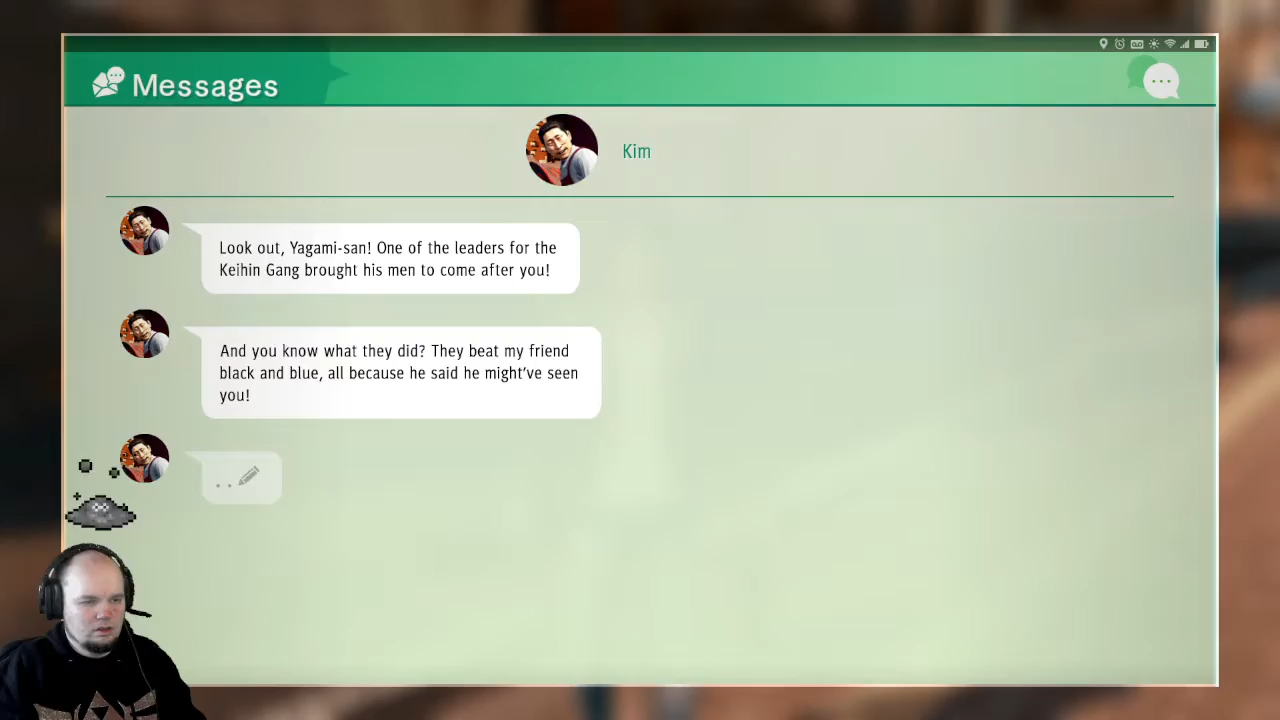 Messages
Kim
Look out, Yagami-san! One of the leaders for the
Keihin Gang brought his men to come after you!
And you know what they did? They beat my friend
black and blue, all because he said he might've seen
you!